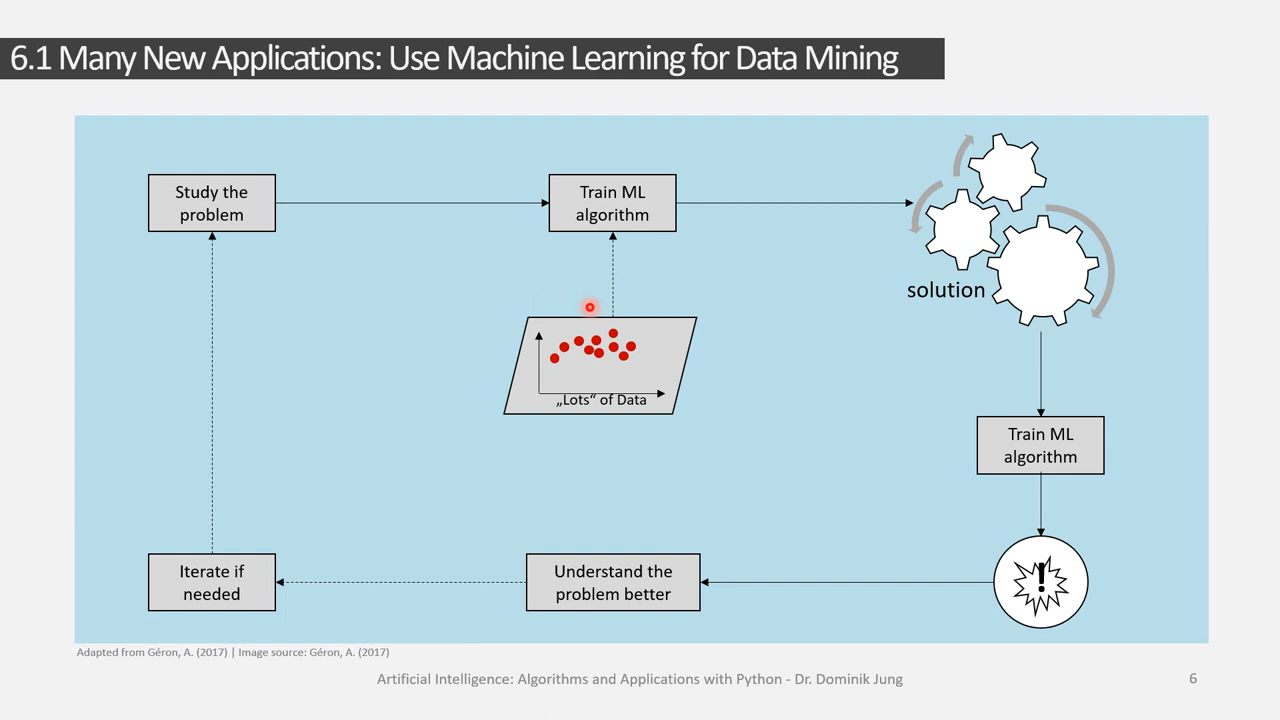 6.1 Many New Applications: Use Machine Learning for Data Mining
Study the
problem
Train ML
algorithm
solution
„Lots“ of Data
Train ML
algorithm
Iterate if
needed
Understand the
problem better
!
Adapted from Géron, A. (2017) | Image source: Géron, A. (2017)
Artificial Intelligence: Algorithms and Applications with Python - Dr. Dominik Jung
6